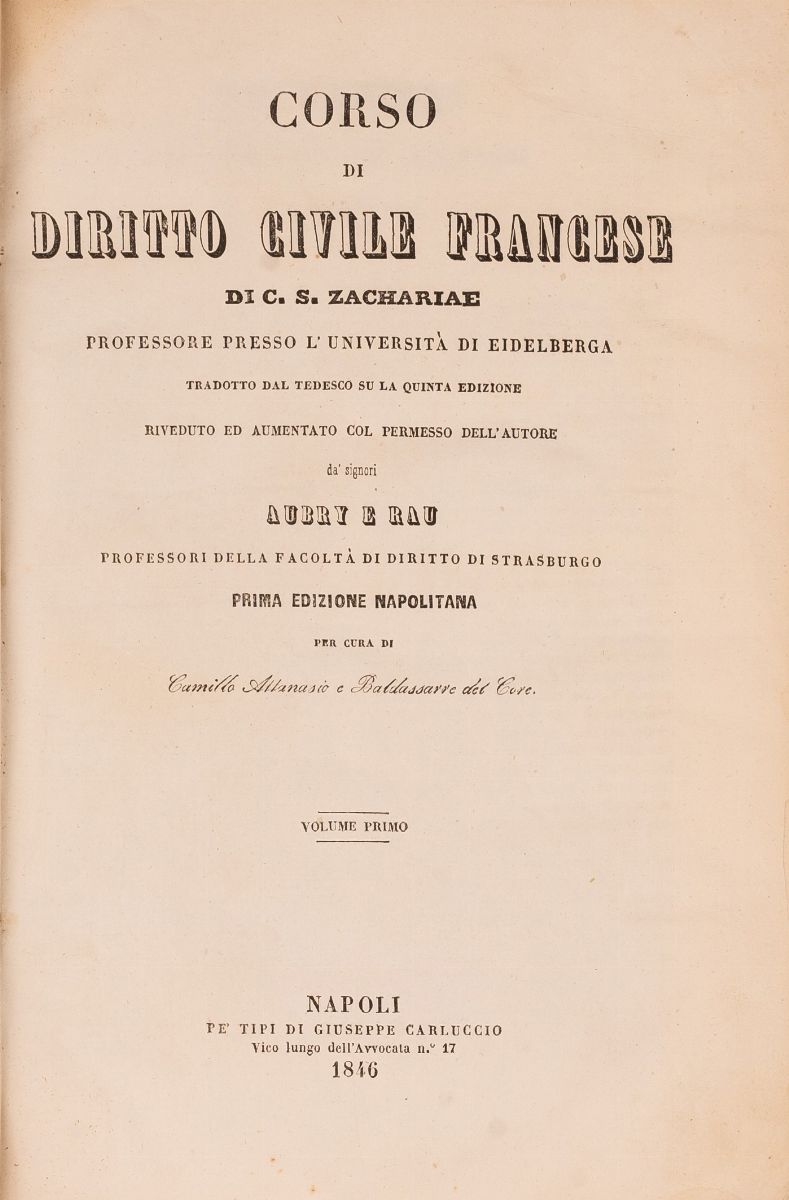 CORSO
DI
DIRITTO CIVILE FRANCESE
DI C. S. ZACHARIAE
PROFESSORE PRESSO L' UNIVERSITÀ DI EIDELBERGA
TRADOTTO DAL TEDESCO SU LA QUINTA EDIZIONE
RIVEDUTO ED AUMENTATO COL PERMESSO DELL'AUTORE
da' signori
AUBRY E RAU
PROFESSORI DELLA FACOLTÀ DI DIRITTO DI STRASBURGO
PRIMA EDIZIONE NAPOLITANA
PER CURA DI
Camillo Attanasio e Baldassarre del Core.
VOLUME PRIMO
NAPOLI
PE' TIPI DI GIUSEPPE CARLUCCIO
Vico lungo dell'Avvocata n.º 17
1846